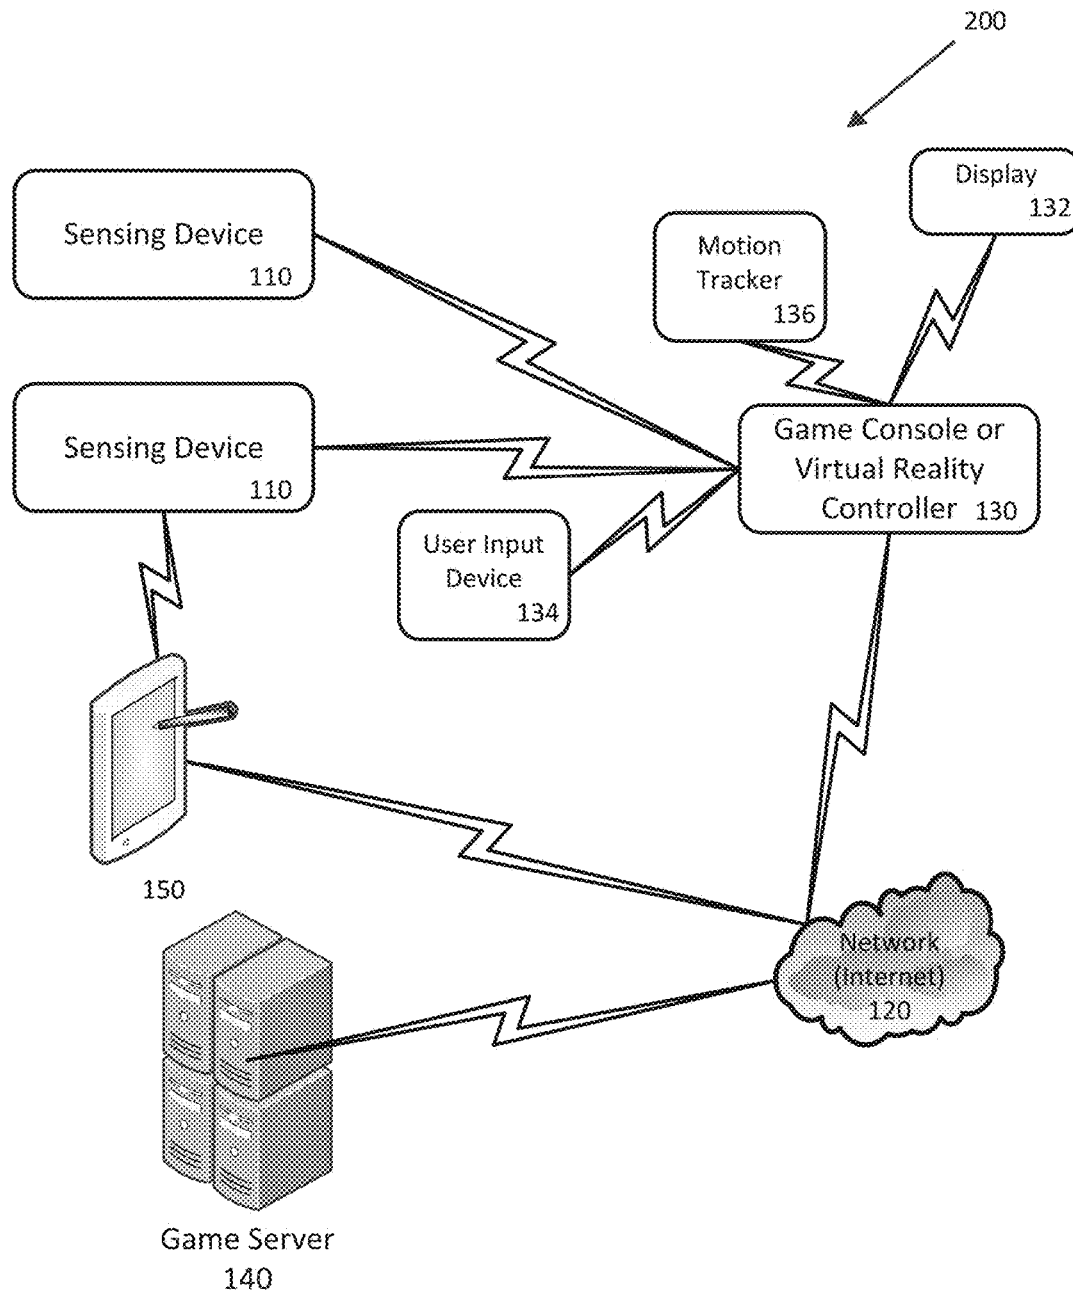 200
Display
132
Sensing Device
110
Motion
Tracker
136
Sensing Device
110
Game Console or
Virtual Reality
Controller 130
User Input
Device
134
150
Network
(Internet)
120
Game Server
140